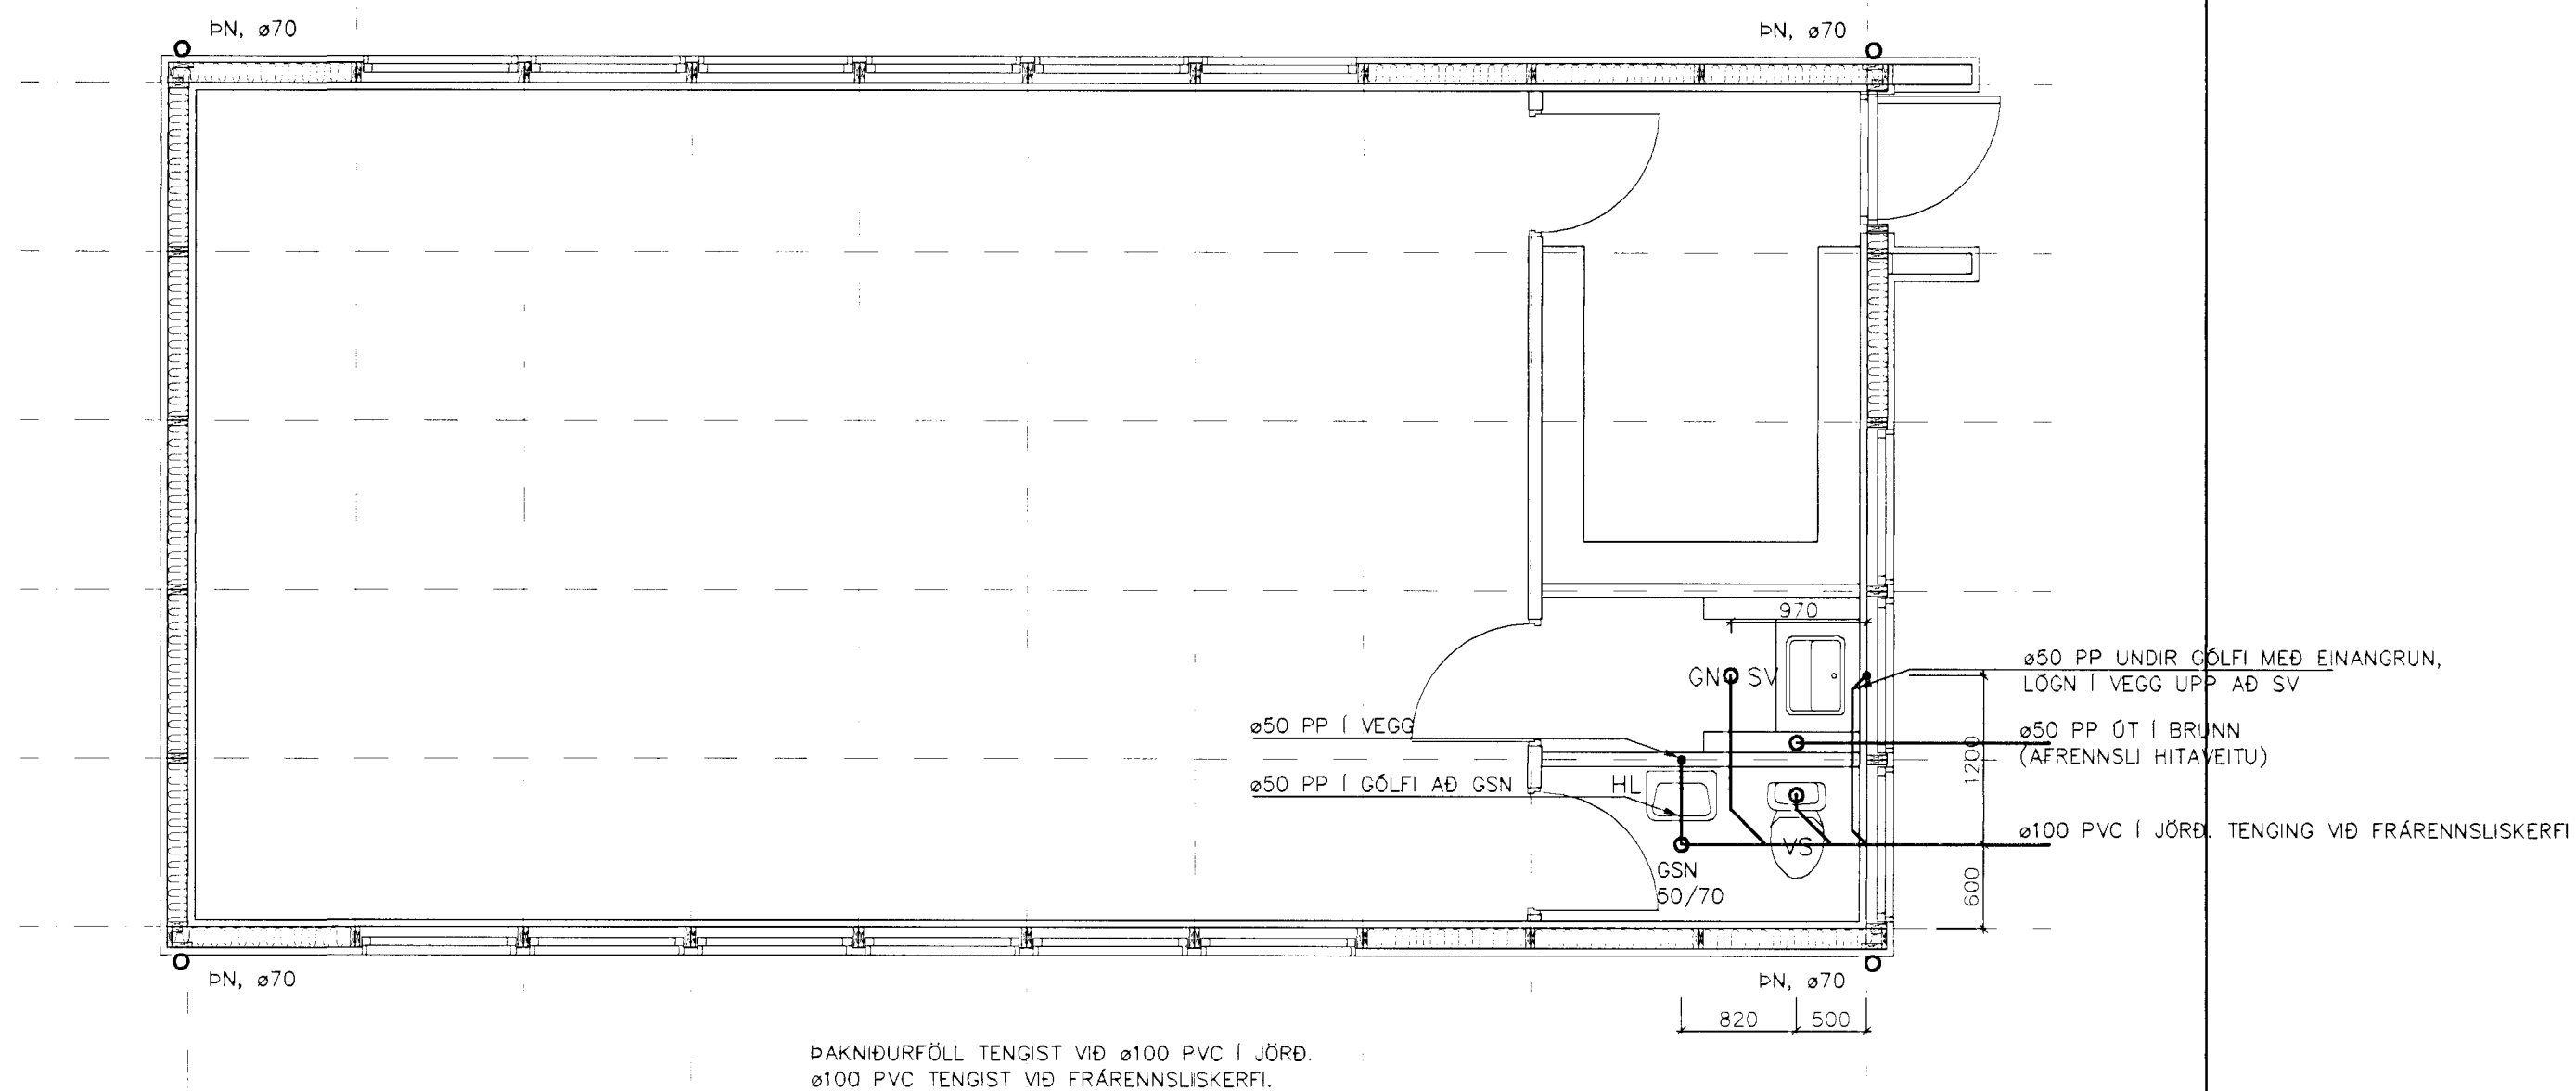 ÞN, ø70
ÞN, ø70
970
GN
SV
ø50 PP UNDIR GÓLFI MEÐ EINANGRUN,
LÖGN Í VEGG UPP AÐ SV
ø50 PP Í VEGG
ø50 PP ÚT Í BRUNN
(AFRENNSLI HITAVEITU)
1200
ø50 PP Í GÓLFI AÐ GSN
HL
VS
ø100 PVC Í JÖRÐ. TENGING VIÐ FRÁRENNSLISKERFI
GSN
50/70
600
ÞN, ø70
ÞN, ø70
820
500
ÞAKNIÐURFÖLL TENGIST VIÐ ø100 PVC Í JÖRÐ.
ø100 PVC TENGIST VIÐ FRÁRENNSLISKERFI.